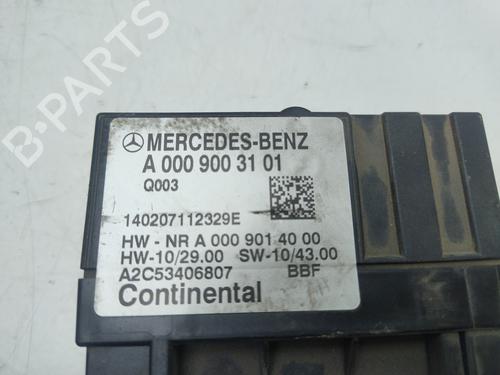 B-PARTS
MERCEDES-BENZ
A 000 900 31 01
Q003
140207112329E
HW - NR A 000 901 40 00
HW-10/29.00 SW-10/43.00
A2C53406807 BBF
Continental